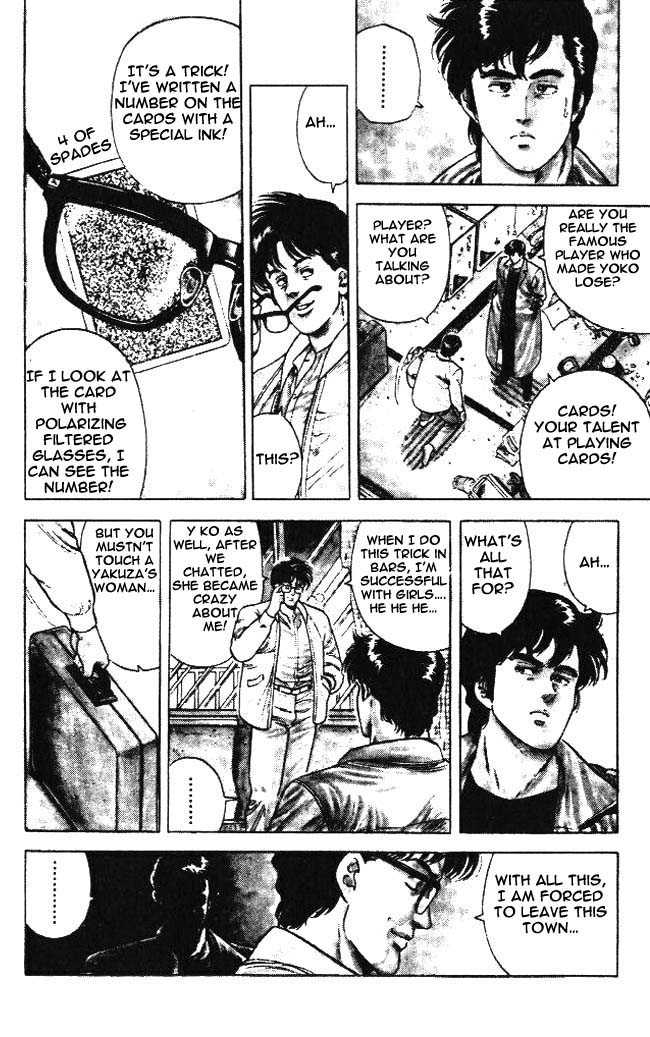 ..........
ARE YOU
REALLY THE
FAMOUS
PLAYER WHO
MADE YOKO
LOSE?
PLAYER?
WHAT ARE
YOU
TALKING
ABOUT?
CARDS!
YOUR TALENT
AT PLAYING
CARDS!
AH...
THIS?
IT'S A TRICK!
I'VE WRITTEN
A NUMBER ON
THE CARDS WITH A
SPECIAL INK!
4 OF
SPADES
IF I LOOK AT
THE CARD
WITH
POLARIZING
FILTERED
GLASSES, I
CAN SEE THE
NUMBER!
AH...
WHAT'S
ALL
THAT
FOR?
WHEN I DO
THIS TRICK IN
BARS, I'M
SUCCESSFUL
WITH GIRLS....
HE HE HE...
Y KO AS
WELL, AFTER
WE
CHATTED,
SHE BECAME
CRAZY
ABOUT
ME!
........
BUT YOU
MUSTN'T
TOUCH A
YAKUZA'S
WOMAN...
WITH ALL THIS,
I AM FORCED
TO LEAVE THIS
TOWN...
..........